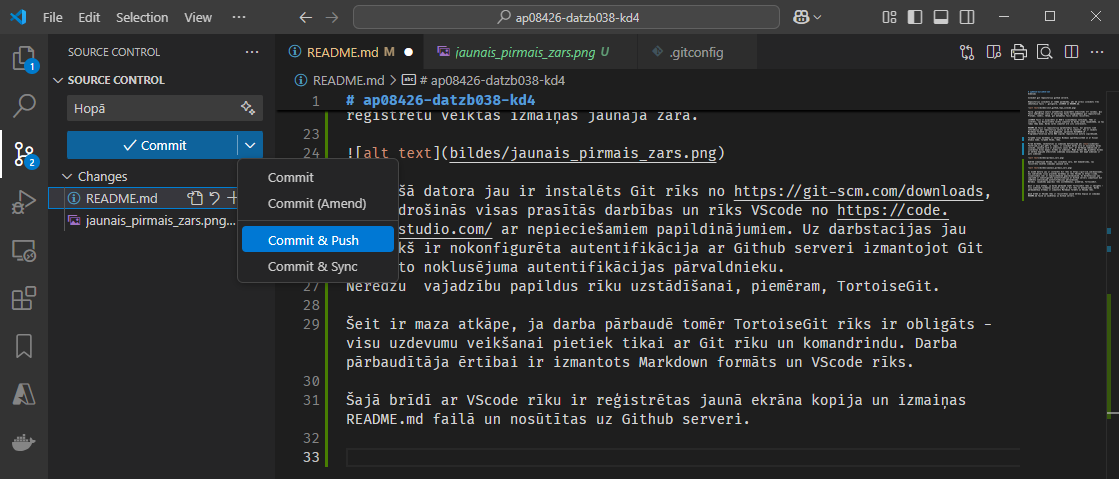 File Edit Selection View ··· ap08426-datzb038-kd4
SOURCE CONTROL ···
SOURCE CONTROL
Hopā
Commit
Changes
README.md
jaunais_pirmais_zars.png...
1
2
Commit
Commit (Amend)
Commit & Push
Commit & Sync
README.md M
jaunais_pirmais_zars.png U
.gitconfig
README.md > abc # ap08426-datzb038-kd4
1 # ap08426-datzb038-kd4
reģistrētu veiktās izmaiņas jaunajā zarā.
23
24 ![alt text](bildes/jaunais_pirmais_zars.png)
šā datora jau ir instalēts Git rīks no https://git-scm.com/downloads,
drošinās visas prasītās darbības un rīks VScode no https://code.
studio.com/ ar nepieciešamiem papildinājumiem. Uz darbstacijas jau
kš ir nokonfigurēta autentifikācija ar Github serveri izmantojot Git
to noklusējuma autentifikācijas pārvaldnieku.
27 Neredzu  vajadzību papildus rīku uzstādīšanai, piemēram, TortoiseGit.
28
29 Šeit ir maza atkāpe, ja darba pārbaudē tomēr TortoiseGit rīks ir obligāts -
visu uzdevumu veikšanai pietiek tikai ar Git rīku un komandrindu. Darba
pārbaudītāja ērtībai ir izmantots Markdown formāts un VScode rīks.
30
31 Šajā brīdī ar VScode rīku ir reģistrētas jaunā ekrāna kopija un izmaiņas
README.md failā un nosūtītas uz Github serveri.
32
33